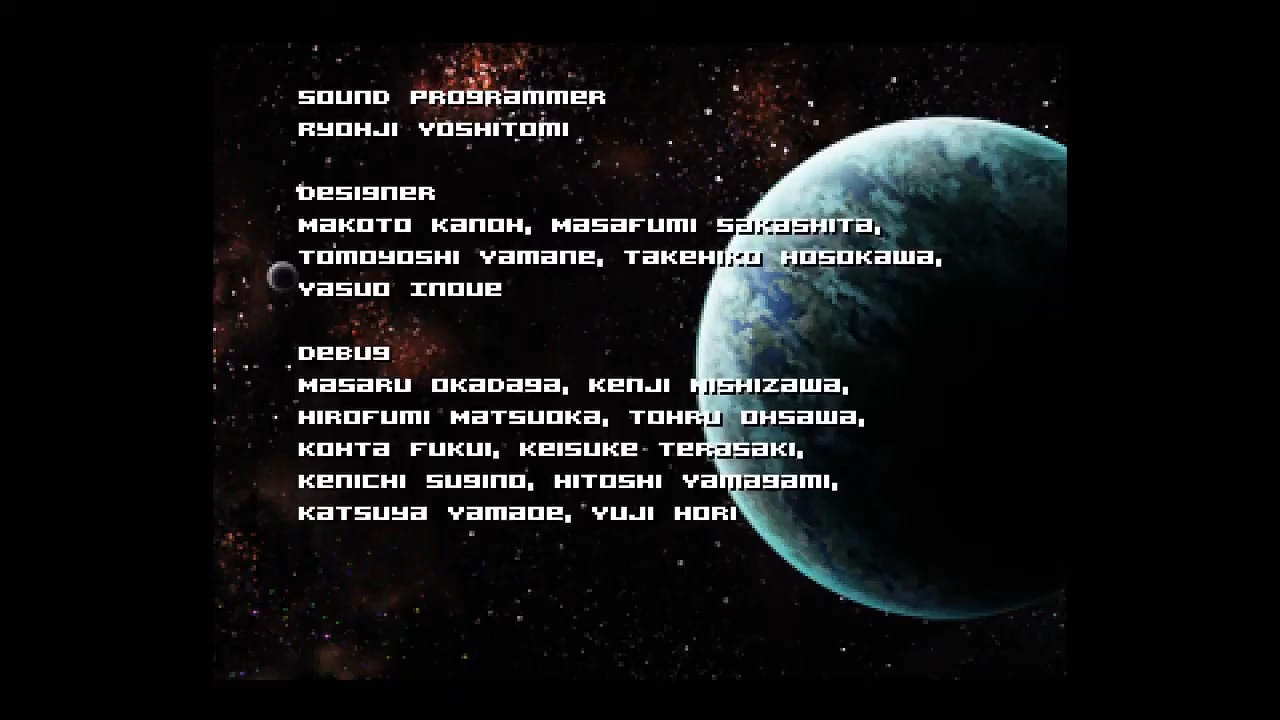 SOUND PROGRAMMER
RYOHJI YOSHITOMI
DESIGNER
MAKOTO KANOH, MASAFUMI SAKASHITA,
TOMOYOSHI YAMANE, TAKEHIKO HOSOKAWA,
YASUO INOUE
DEBUG
MASARU OKADAGA, KENJI NISHIZAWA,
HIROFUMI MATSUOKA, TOHRU OHSAWA,
KOHTA FUKUI, KEISUKE TERASAKI,
KENICHI SUGINO, HITOSHI YAMAGAMI,
KATSUYA YAMAOE, YUJI HORI